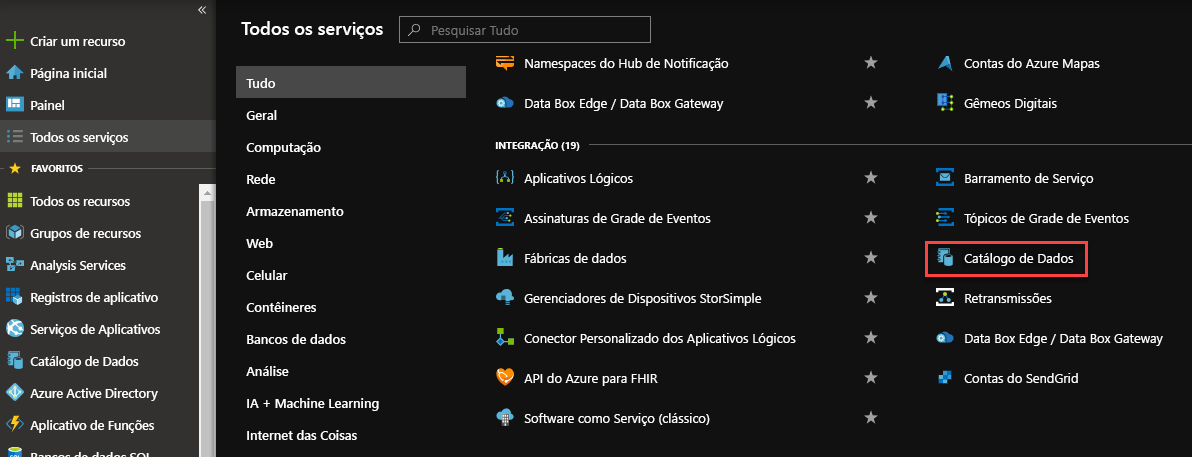 «
Criar um recurso
Página inicial
Painel
Todos os serviços
FAVORITOS
Todos os recursos
Grupos de recursos
Analysis Services
Registros de aplicativo
Serviços de Aplicativos
Catálogo de Dados
Azure Active Directory
Aplicativo de Funções
Bancos de dados SQL
Todos os serviços
Pesquisar Tudo
Tudo
Geral
Computação
Rede
Armazenamento
Web
Celular
Contêineres
Bancos de dados
Análise
IA + Machine Learning
Internet das Coisas
Namespaces do Hub de Notificação
Contas do Azure Mapas
Data Box Edge / Data Box Gateway
Gêmeos Digitais
INTEGRAÇÃO (19)
Aplicativos Lógicos
Barramento de Serviço
Assinaturas de Grade de Eventos
Tópicos de Grade de Eventos
Fábricas de dados
Catálogo de Dados
Gerenciadores de Dispositivos StorSimple
Retransmissões
Conector Personalizado dos Aplicativos Lógicos
Data Box Edge / Data Box Gateway
API do Azure para FHIR
Contas do SendGrid
Software como Serviço (clássico)